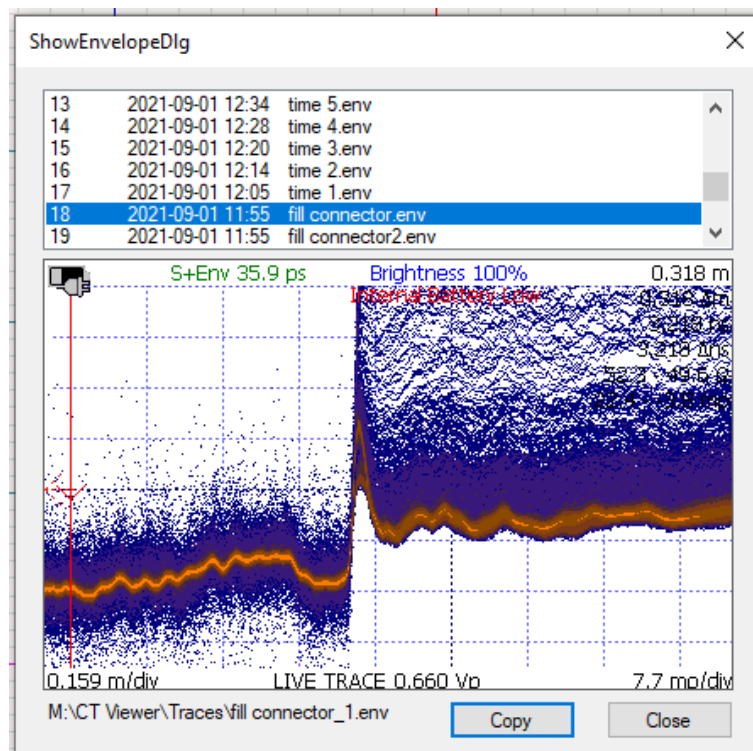 ShowEnvelopeDlg
13 2021-09-01 12:34 time 5.env
14 2021-09-01 12:28 time 4.env
15 2021-09-01 12:20 time 3.env
16 2021-09-01 12:14 time 2.env
17 2021-09-01 12:05 time 1.env
18 2021-09-01 11:55 fill connector.env
19 2021-09-01 11:55 fill connector2.env
S+Env 35.9 ps Brightness 100% 0.318 m
Internal Battery Low
0.159 m/div LIVE TRACE 0.660 Vp 7.7 mρ/div
M:\CT Viewer\Traces\fill connector_1.env
Copy Close